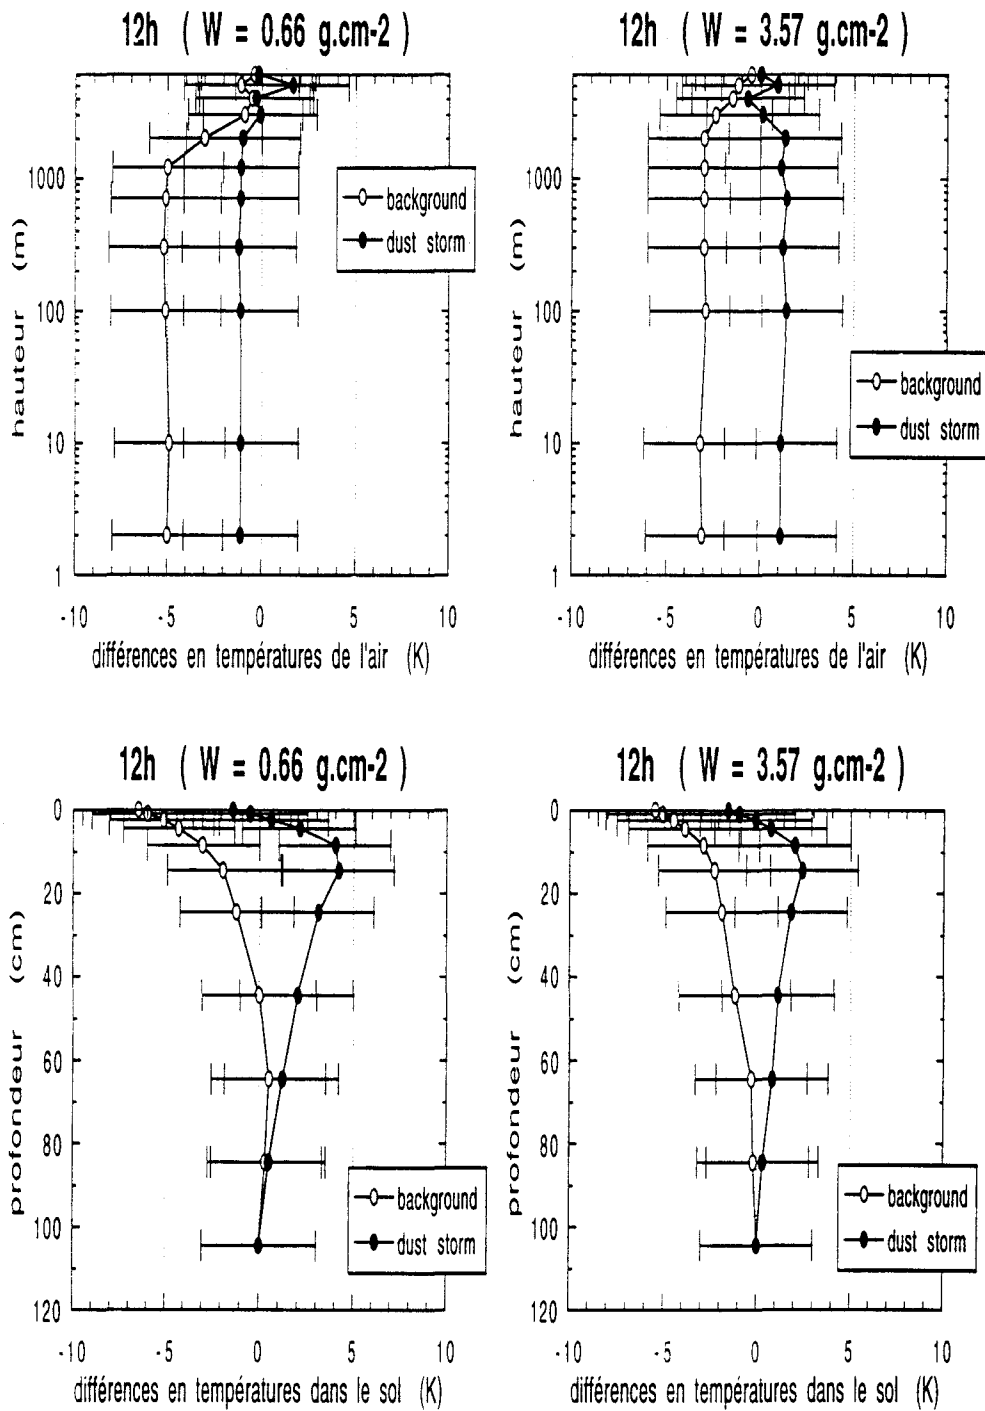 12h ( W = 0.66 g.cm-2 )
1000
100
10
1
hauteur (m)
background
dust storm
-10 -5 0 5 10
différences en températures de l'air (K)
12h ( W = 3.57 g.cm-2 )
1000
100
10
1
hauteur (m)
background
dust storm
-10 -5 0 5 10
différences en températures de l'air (K)
12h ( W = 0.66 g.cm-2 )
0
20
40
60
80
100
120
profondeur (cm)
background
dust storm
-10 -5 0 5 10
différences en températures dans le sol (K)
12h ( W = 3.57 g.cm-2 )
0
20
40
60
80
100
120
profondeur (cm)
background
dust storm
-10 -5 0 5 10
différences en températures dans le sol (K)